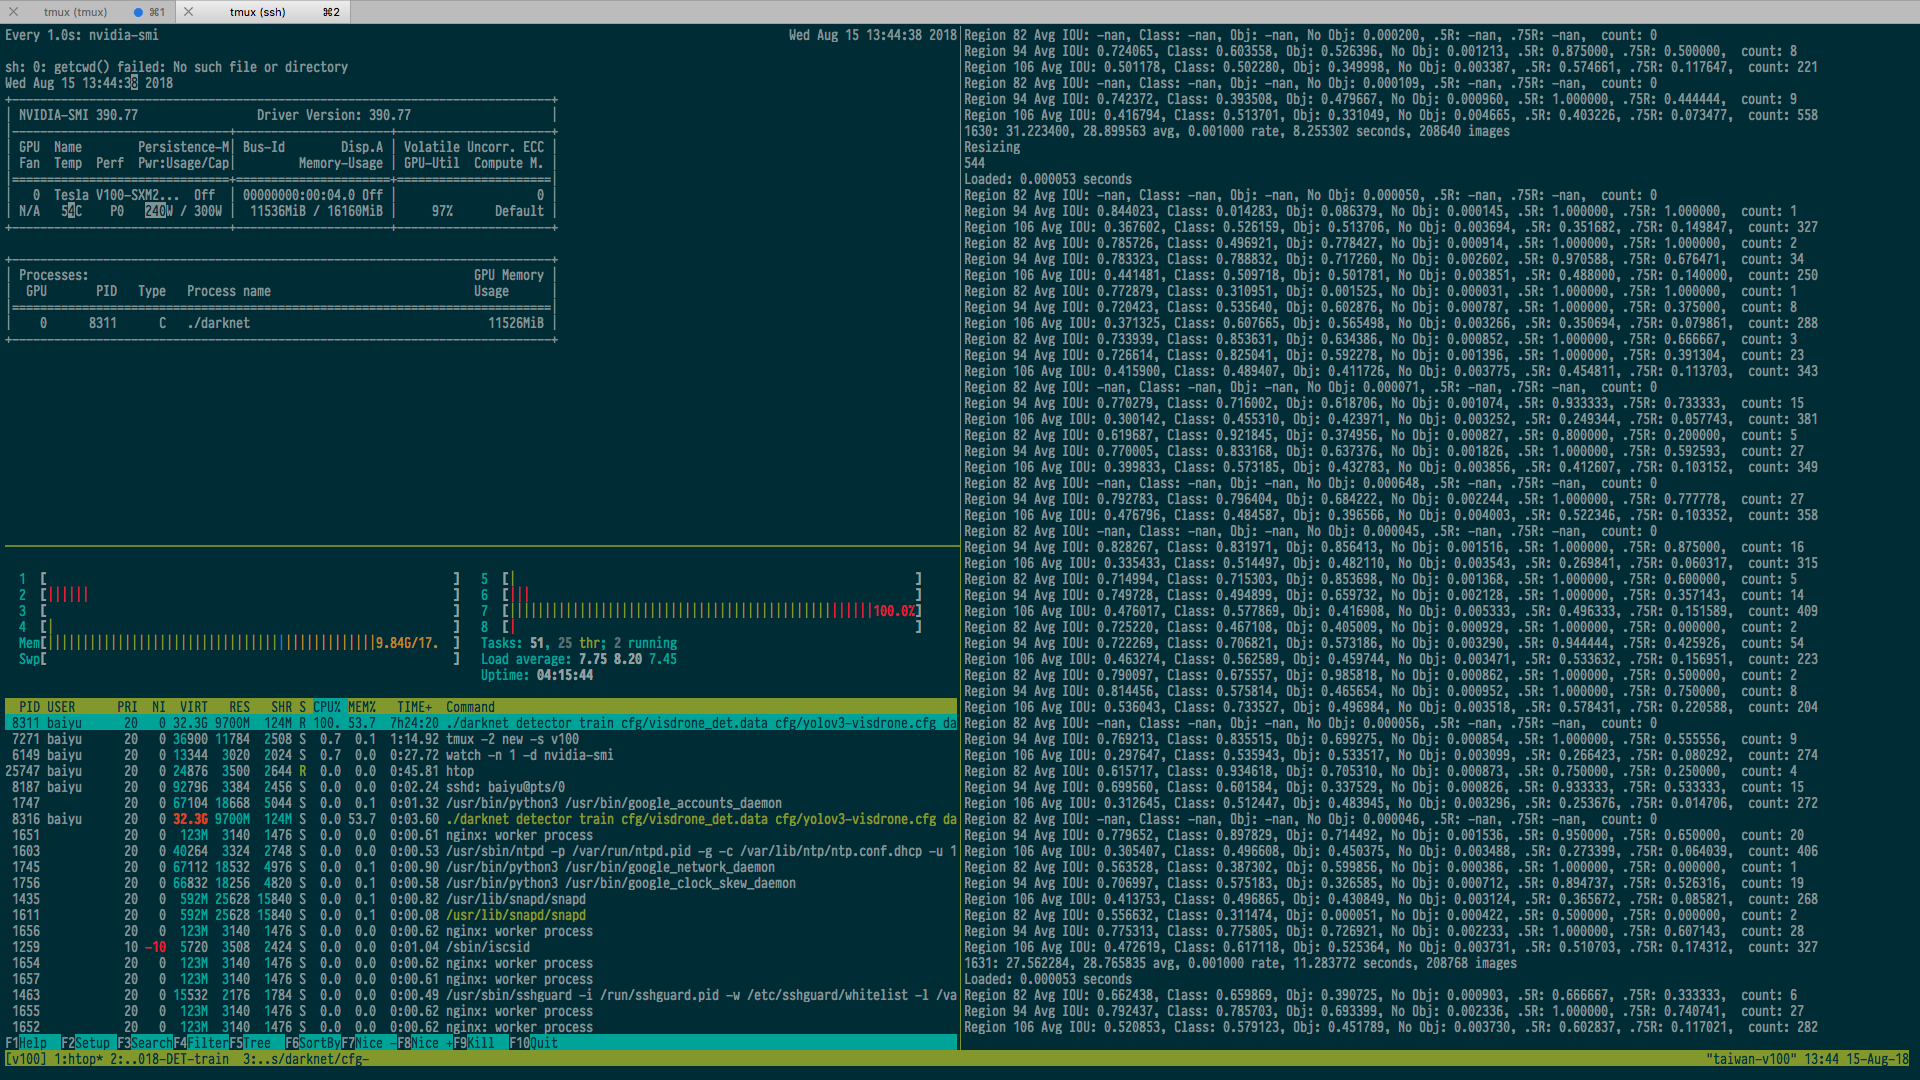 tmux (tmux) ⌘1 tmux (ssh) ⌘2
Every 1.0s: nvidia-smi Wed Aug 15 13:44:38 2018
sh: 0: getcwd() failed: No such file or directory
Wed Aug 15 13:44:38 2018
NVIDIA-SMI 390.77 Driver Version: 390.77
GPU Name Persistence-M| Bus-Id Disp.A | Volatile Uncorr. ECC
Fan Temp Perf Pwr:Usage/Cap| Memory-Usage | GPU-Util Compute M.
0 Tesla V100-SXM2... Off | 00000000:00:04.0 Off | 0
N/A 54C P0 240W / 300W | 11536MiB / 16160MiB | 97% Default
Processes: GPU Memory
GPU PID Type Process name Usage
0 8311 C ./darknet 11526MiB
1 [ ] 5 [ ]
2 [ ] 6 [ ]
3 [ ] 7 [ 100.0%]
4 [ ] 8 [ ]
Mem[ 9.84G/17. ] Tasks: 51, 25 thr; 2 running
Swp[ ] Load average: 7.75 8.20 7.45
Uptime: 04:15:44
PID USER PRI NI VIRT RES SHR S CPU% MEM% TIME+ Command
8311 baiyu 20 0 32.3G 9700M 124M R 100. 53.7 7h24:20 ./darknet detector train cfg/visdrone_det.data cfg/yolov3-visdrone.cfg da
7271 baiyu 20 0 36900 11784 2508 S 0.7 0.1 1:14.92 tmux -2 new -s v100
6149 baiyu 20 0 13344 3020 2024 S 0.7 0.0 0:27.72 watch -n 1 -d nvidia-smi
25747 baiyu 20 0 24876 3500 2644 R 0.0 0.0 0:45.81 htop
8187 baiyu 20 0 92796 3384 2456 S 0.0 0.0 0:02.24 sshd: baiyu@pts/0
1747 20 0 67104 18668 5044 S 0.0 0.1 0:01.32 /usr/bin/python3 /usr/bin/google_accounts_daemon
8316 baiyu 20 0 32.3G 9700M 124M S 0.0 53.7 0:03.60 ./darknet detector train cfg/visdrone_det.data cfg/yolov3-visdrone.cfg da
1651 20 0 123M 3140 1476 S 0.0 0.0 0:00.61 nginx: worker process
1603 20 0 40264 3324 2748 S 0.0 0.0 0:00.53 /usr/sbin/ntpd -p /var/run/ntpd.pid -g -c /var/lib/ntp/ntp.conf.dhcp -u 1
1745 20 0 67112 18532 4976 S 0.0 0.1 0:00.90 /usr/bin/python3 /usr/bin/google_network_daemon
1756 20 0 66832 18256 4820 S 0.0 0.1 0:00.58 /usr/bin/python3 /usr/bin/google_clock_skew_daemon
1435 20 0 592M 25628 15840 S 0.0 0.1 0:00.82 /usr/lib/snapd/snapd
1611 20 0 592M 25628 15840 S 0.0 0.1 0:00.08 /usr/lib/snapd/snapd
1656 20 0 123M 3140 1476 S 0.0 0.0 0:00.62 nginx: worker process
1259 10 -10 5720 3508 2424 S 0.0 0.0 0:01.04 /sbin/iscsid
1654 20 0 123M 3140 1476 S 0.0 0.0 0:00.62 nginx: worker process
1657 20 0 123M 3140 1476 S 0.0 0.0 0:00.61 nginx: worker process
1463 20 0 15532 2176 1784 S 0.0 0.0 0:00.49 /usr/sbin/sshguard -i /run/sshguard.pid -w /etc/sshguard/whitelist -l /va
1655 20 0 123M 3140 1476 S 0.0 0.0 0:00.62 nginx: worker process
1652 20 0 123M 3140 1476 S 0.0 0.0 0:00.62 nginx: worker process
F1Help F2Setup F3SearchF4FilterF5Tree F6SortByF7Nice -F8Nice +F9Kill F10Quit
Region 82 Avg IOU: -nan, Class: -nan, Obj: -nan, No Obj: 0.000200, .5R: -nan, .75R: -nan, count: 0
Region 94 Avg IOU: 0.724065, Class: 0.603558, Obj: 0.526396, No Obj: 0.001213, .5R: 0.875000, .75R: 0.500000, count: 8
Region 106 Avg IOU: 0.501178, Class: 0.502280, Obj: 0.349998, No Obj: 0.003387, .5R: 0.574661, .75R: 0.117647, count: 221
Region 82 Avg IOU: -nan, Class: -nan, Obj: -nan, No Obj: 0.000109, .5R: -nan, .75R: -nan, count: 0
Region 94 Avg IOU: 0.742372, Class: 0.393508, Obj: 0.479667, No Obj: 0.000960, .5R: 1.000000, .75R: 0.444444, count: 9
Region 106 Avg IOU: 0.416794, Class: 0.513701, Obj: 0.331049, No Obj: 0.004665, .5R: 0.403226, .75R: 0.073477, count: 558
1630: 31.223400, 28.899563 avg, 0.001000 rate, 8.255302 seconds, 208640 images
Resizing
544
Loaded: 0.000053 seconds
Region 82 Avg IOU: -nan, Class: -nan, Obj: -nan, No Obj: 0.000050, .5R: -nan, .75R: -nan, count: 0
Region 94 Avg IOU: 0.844023, Class: 0.014283, Obj: 0.086379, No Obj: 0.000145, .5R: 1.000000, .75R: 1.000000, count: 1
Region 106 Avg IOU: 0.367602, Class: 0.526159, Obj: 0.513706, No Obj: 0.003694, .5R: 0.351682, .75R: 0.149847, count: 327
Region 82 Avg IOU: 0.785726, Class: 0.496921, Obj: 0.778427, No Obj: 0.000914, .5R: 1.000000, .75R: 1.000000, count: 2
Region 94 Avg IOU: 0.783323, Class: 0.788832, Obj: 0.717260, No Obj: 0.002602, .5R: 0.970588, .75R: 0.676471, count: 34
Region 106 Avg IOU: 0.441481, Class: 0.509718, Obj: 0.501781, No Obj: 0.003851, .5R: 0.488000, .75R: 0.140000, count: 250
Region 82 Avg IOU: 0.772879, Class: 0.310951, Obj: 0.001525, No Obj: 0.000031, .5R: 1.000000, .75R: 1.000000, count: 1
Region 94 Avg IOU: 0.720423, Class: 0.535640, Obj: 0.602876, No Obj: 0.000787, .5R: 1.000000, .75R: 0.375000, count: 8
Region 106 Avg IOU: 0.371325, Class: 0.607665, Obj: 0.565498, No Obj: 0.003266, .5R: 0.350694, .75R: 0.079861, count: 288
Region 82 Avg IOU: 0.733939, Class: 0.853631, Obj: 0.634386, No Obj: 0.000852, .5R: 1.000000, .75R: 0.666667, count: 3
Region 94 Avg IOU: 0.726614, Class: 0.825041, Obj: 0.592278, No Obj: 0.001396, .5R: 1.000000, .75R: 0.391304, count: 23
Region 106 Avg IOU: 0.415900, Class: 0.489407, Obj: 0.411726, No Obj: 0.003775, .5R: 0.454811, .75R: 0.113703, count: 343
Region 82 Avg IOU: -nan, Class: -nan, Obj: -nan, No Obj: 0.000071, .5R: -nan, .75R: -nan, count: 0
Region 94 Avg IOU: 0.770279, Class: 0.716002, Obj: 0.618706, No Obj: 0.001074, .5R: 0.933333, .75R: 0.733333, count: 15
Region 106 Avg IOU: 0.300142, Class: 0.455310, Obj: 0.423971, No Obj: 0.003252, .5R: 0.249344, .75R: 0.057743, count: 381
Region 82 Avg IOU: 0.619687, Class: 0.921845, Obj: 0.374956, No Obj: 0.000827, .5R: 0.800000, .75R: 0.200000, count: 5
Region 94 Avg IOU: 0.770005, Class: 0.833168, Obj: 0.637376, No Obj: 0.001826, .5R: 1.000000, .75R: 0.592593, count: 27
Region 106 Avg IOU: 0.399833, Class: 0.573185, Obj: 0.432783, No Obj: 0.003856, .5R: 0.412607, .75R: 0.103152, count: 349
Region 82 Avg IOU: -nan, Class: -nan, Obj: -nan, No Obj: 0.000648, .5R: -nan, .75R: -nan, count: 0
Region 94 Avg IOU: 0.792783, Class: 0.796404, Obj: 0.684222, No Obj: 0.002244, .5R: 1.000000, .75R: 0.777778, count: 27
Region 106 Avg IOU: 0.476796, Class: 0.484587, Obj: 0.396566, No Obj: 0.004003, .5R: 0.522346, .75R: 0.103352, count: 358
Region 82 Avg IOU: -nan, Class: -nan, Obj: -nan, No Obj: 0.000045, .5R: -nan, .75R: -nan, count: 0
Region 94 Avg IOU: 0.828267, Class: 0.831971, Obj: 0.856413, No Obj: 0.001516, .5R: 1.000000, .75R: 0.875000, count: 16
Region 106 Avg IOU: 0.335433, Class: 0.514497, Obj: 0.482110, No Obj: 0.003543, .5R: 0.269841, .75R: 0.060317, count: 315
Region 82 Avg IOU: 0.714994, Class: 0.715303, Obj: 0.853698, No Obj: 0.001368, .5R: 1.000000, .75R: 0.600000, count: 5
Region 94 Avg IOU: 0.749728, Class: 0.494899, Obj: 0.659732, No Obj: 0.002128, .5R: 1.000000, .75R: 0.357143, count: 14
Region 106 Avg IOU: 0.476017, Class: 0.577869, Obj: 0.416908, No Obj: 0.005333, .5R: 0.496333, .75R: 0.151589, count: 409
Region 82 Avg IOU: 0.725220, Class: 0.467108, Obj: 0.405009, No Obj: 0.000929, .5R: 1.000000, .75R: 0.000000, count: 1
Region 94 Avg IOU: 0.722269, Class: 0.706821, Obj: 0.573186, No Obj: 0.003290, .5R: 0.944444, .75R: 0.425926, count: 54
Region 106 Avg IOU: 0.463274, Class: 0.562589, Obj: 0.459744, No Obj: 0.003471, .5R: 0.533632, .75R: 0.156951, count: 223
Region 82 Avg IOU: 0.790097, Class: 0.675557, Obj: 0.985818, No Obj: 0.000862, .5R: 1.000000, .75R: 0.500000, count: 2
Region 94 Avg IOU: 0.814456, Class: 0.575814, Obj: 0.465654, No Obj: 0.000952, .5R: 1.000000, .75R: 0.750000, count: 8
Region 106 Avg IOU: 0.536043, Class: 0.733527, Obj: 0.496984, No Obj: 0.003518, .5R: 0.578431, .75R: 0.220588, count: 204
Region 82 Avg IOU: -nan, Class: -nan, Obj: -nan, No Obj: 0.000056, .5R: -nan, .75R: -nan, count: 0
Region 94 Avg IOU: 0.769213, Class: 0.835515, Obj: 0.699275, No Obj: 0.000854, .5R: 1.000000, .75R: 0.555556, count: 9
Region 106 Avg IOU: 0.297647, Class: 0.535943, Obj: 0.533517, No Obj: 0.003099, .5R: 0.266423, .75R: 0.080292, count: 274
Region 82 Avg IOU: 0.615717, Class: 0.934618, Obj: 0.705310, No Obj: 0.000873, .5R: 0.750000, .75R: 0.250000, count: 4
Region 94 Avg IOU: 0.699560, Class: 0.601584, Obj: 0.337529, No Obj: 0.000826, .5R: 0.933333, .75R: 0.533333, count: 15
Region 106 Avg IOU: 0.312645, Class: 0.512447, Obj: 0.483945, No Obj: 0.003296, .5R: 0.253676, .75R: 0.014706, count: 272
Region 82 Avg IOU: -nan, Class: -nan, Obj: -nan, No Obj: 0.000046, .5R: -nan, .75R: -nan, count: 0
Region 94 Avg IOU: 0.779652, Class: 0.897829, Obj: 0.714492, No Obj: 0.001536, .5R: 0.950000, .75R: 0.650000, count: 20
Region 106 Avg IOU: 0.305407, Class: 0.496608, Obj: 0.450375, No Obj: 0.003488, .5R: 0.273399, .75R: 0.064039, count: 406
Region 82 Avg IOU: 0.563528, Class: 0.387302, Obj: 0.599856, No Obj: 0.000386, .5R: 1.000000, .75R: 0.000000, count: 1
Region 94 Avg IOU: 0.706997, Class: 0.575183, Obj: 0.326585, No Obj: 0.000712, .5R: 0.894737, .75R: 0.526316, count: 19
Region 106 Avg IOU: 0.413753, Class: 0.496865, Obj: 0.430849, No Obj: 0.003124, .5R: 0.365672, .75R: 0.085821, count: 268
Region 82 Avg IOU: 0.556632, Class: 0.311474, Obj: 0.000051, No Obj: 0.000422, .5R: 0.500000, .75R: 0.000000, count: 2
Region 94 Avg IOU: 0.775313, Class: 0.775805, Obj: 0.726921, No Obj: 0.002233, .5R: 1.000000, .75R: 0.607143, count: 28
Region 106 Avg IOU: 0.472619, Class: 0.617118, Obj: 0.525364, No Obj: 0.003731, .5R: 0.510703, .75R: 0.174312, count: 327
1631: 27.562284, 28.765835 avg, 0.001000 rate, 11.283772 seconds, 208768 images
Loaded: 0.000053 seconds
Region 82 Avg IOU: 0.662438, Class: 0.659869, Obj: 0.390725, No Obj: 0.000903, .5R: 0.666667, .75R: 0.333333, count: 6
Region 94 Avg IOU: 0.792437, Class: 0.785703, Obj: 0.693399, No Obj: 0.002336, .5R: 1.000000, .75R: 0.740741, count: 27
Region 106 Avg IOU: 0.520853, Class: 0.579123, Obj: 0.451789, No Obj: 0.003730, .5R: 0.602837, .75R: 0.117021, count: 282
[v100] 1:htop* 2:..018-DET-train 3:..s/darknet/cfg- "taiwan-v100" 13:44 15-Aug-18